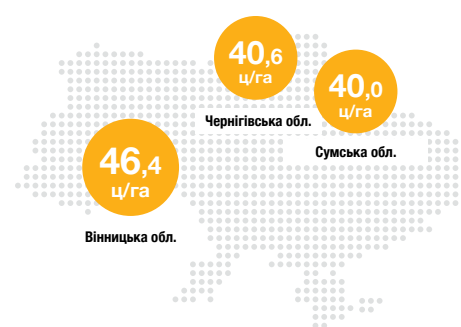 40,6
ц/га
Чернігівська обл.
40,0
ц/га
Сумська обл.
46,4
ц/га
Вінницька обл.